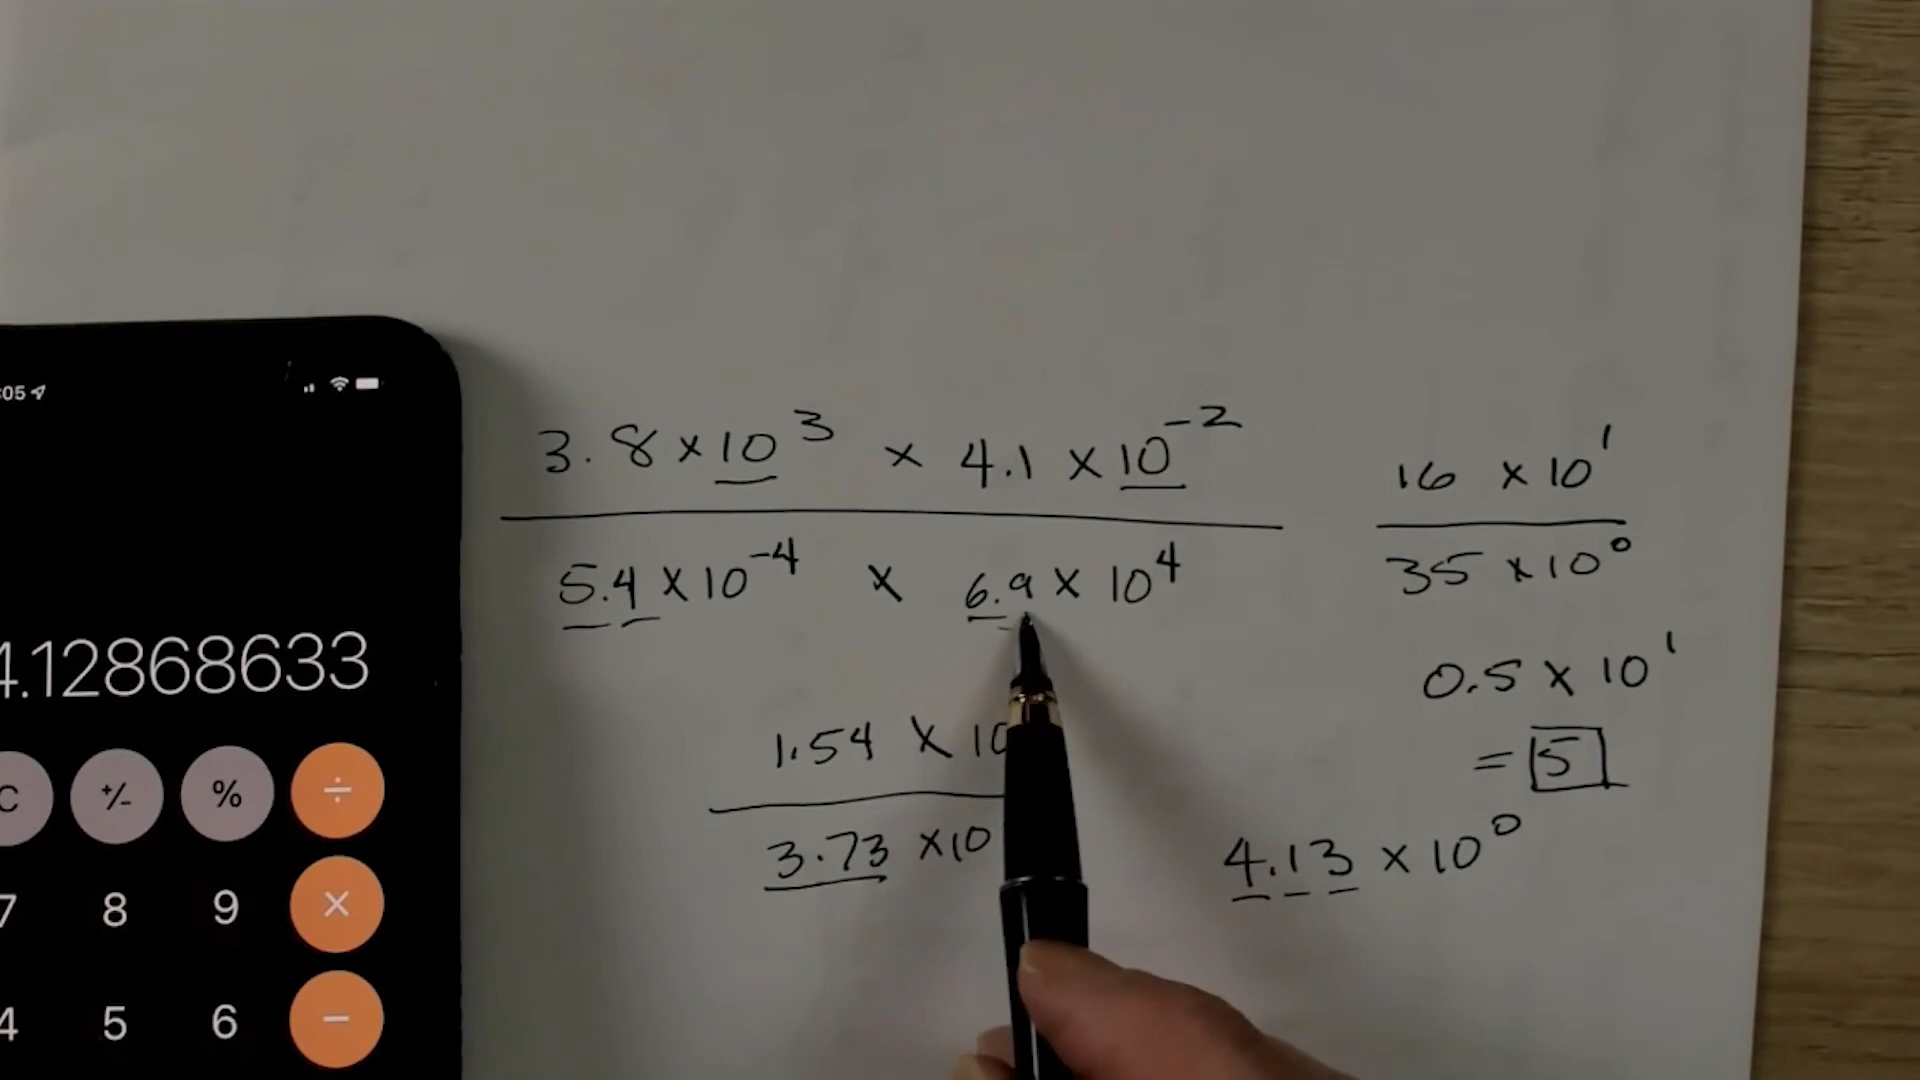 :05
4.12868633
C +/- % ÷
7 8 9 ×
4 5 6 −
3.8 × 10³ × 4.1 × 10⁻²
5.4 × 10⁻⁴ × 6.9 × 10⁴
1.54 × 10
3.73 × 10
16 × 10¹
35 × 10⁰
0.5 × 10¹
= 5
4.13 × 10⁰